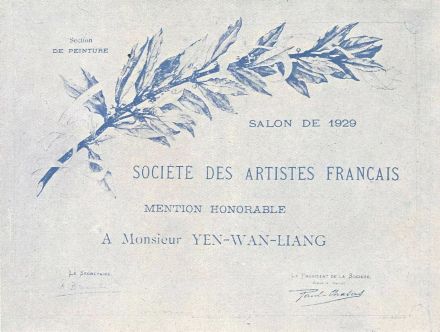 Section
DE PEINTURE
SALON DE 1929
SOCIÉTÉ DES ARTISTES FRANÇAIS
MENTION HONORABLE
A Monsieur YEN-WAN-LIANG
LE SECRÉTAIRE,
LE PRÉSIDENT DE LA SOCIÉTÉ,